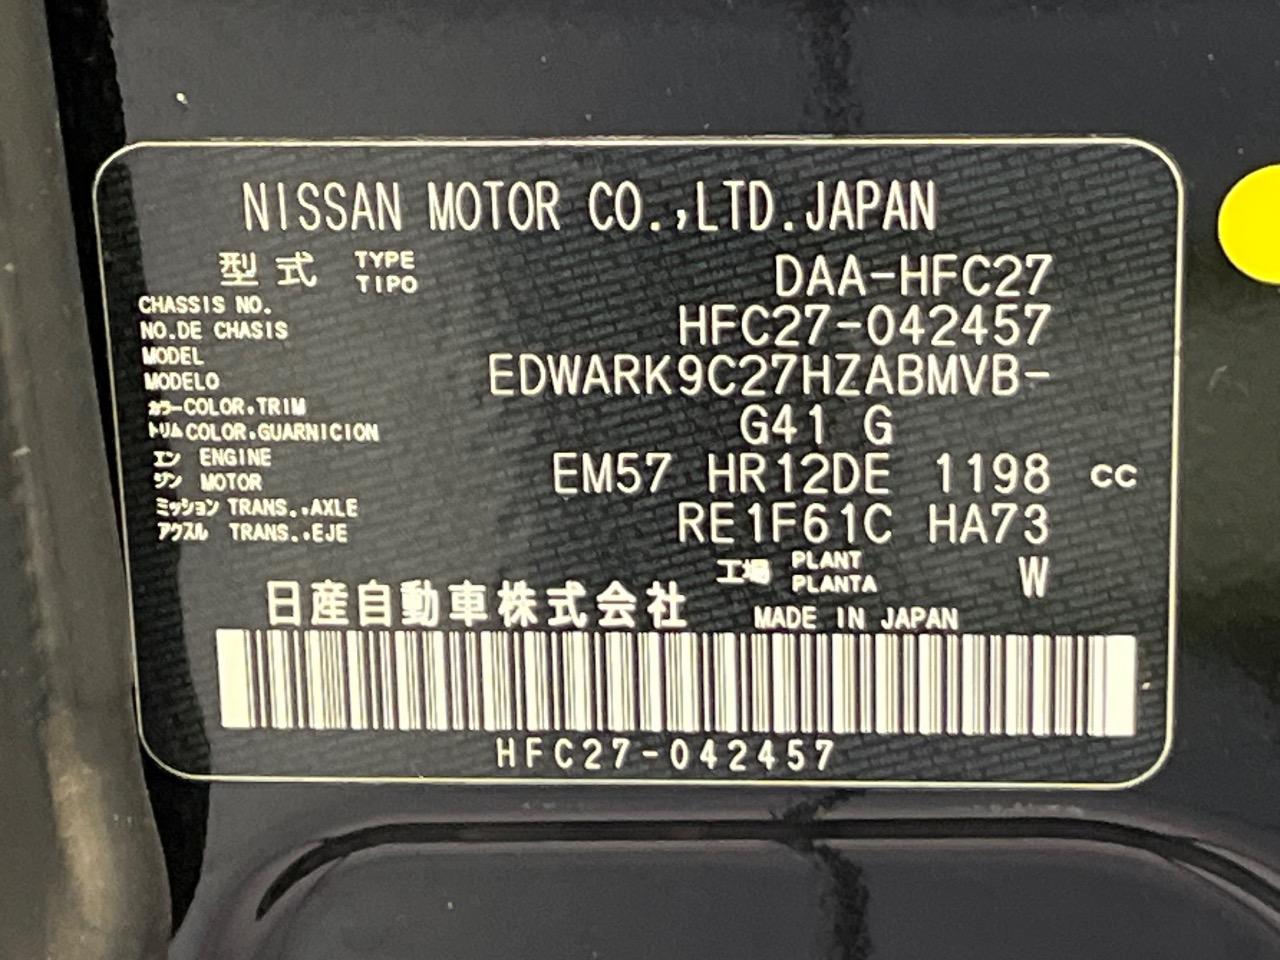 NISSAN MOTOR CO.,LTD.JAPAN
型式 TYPE TIPO DAA-HFC27
CHASSIS NO.
NO.DE CHASIS HFC27-042457
MODEL
MODELO EDWARK9C27HZABMVB-
カラー COLOR.TRIM
トリム COLOR.GUARNICION G41 G
エン ENGINE
ジン MOTOR EM57 HR12DE 1198 cc
ミッション TRANS..AXLE
アクスル TRANS..EJE RE1F61C HA73
工場 PLANT PLANTA W
日産自動車株式会社 MADE IN JAPAN
HFC27-042457